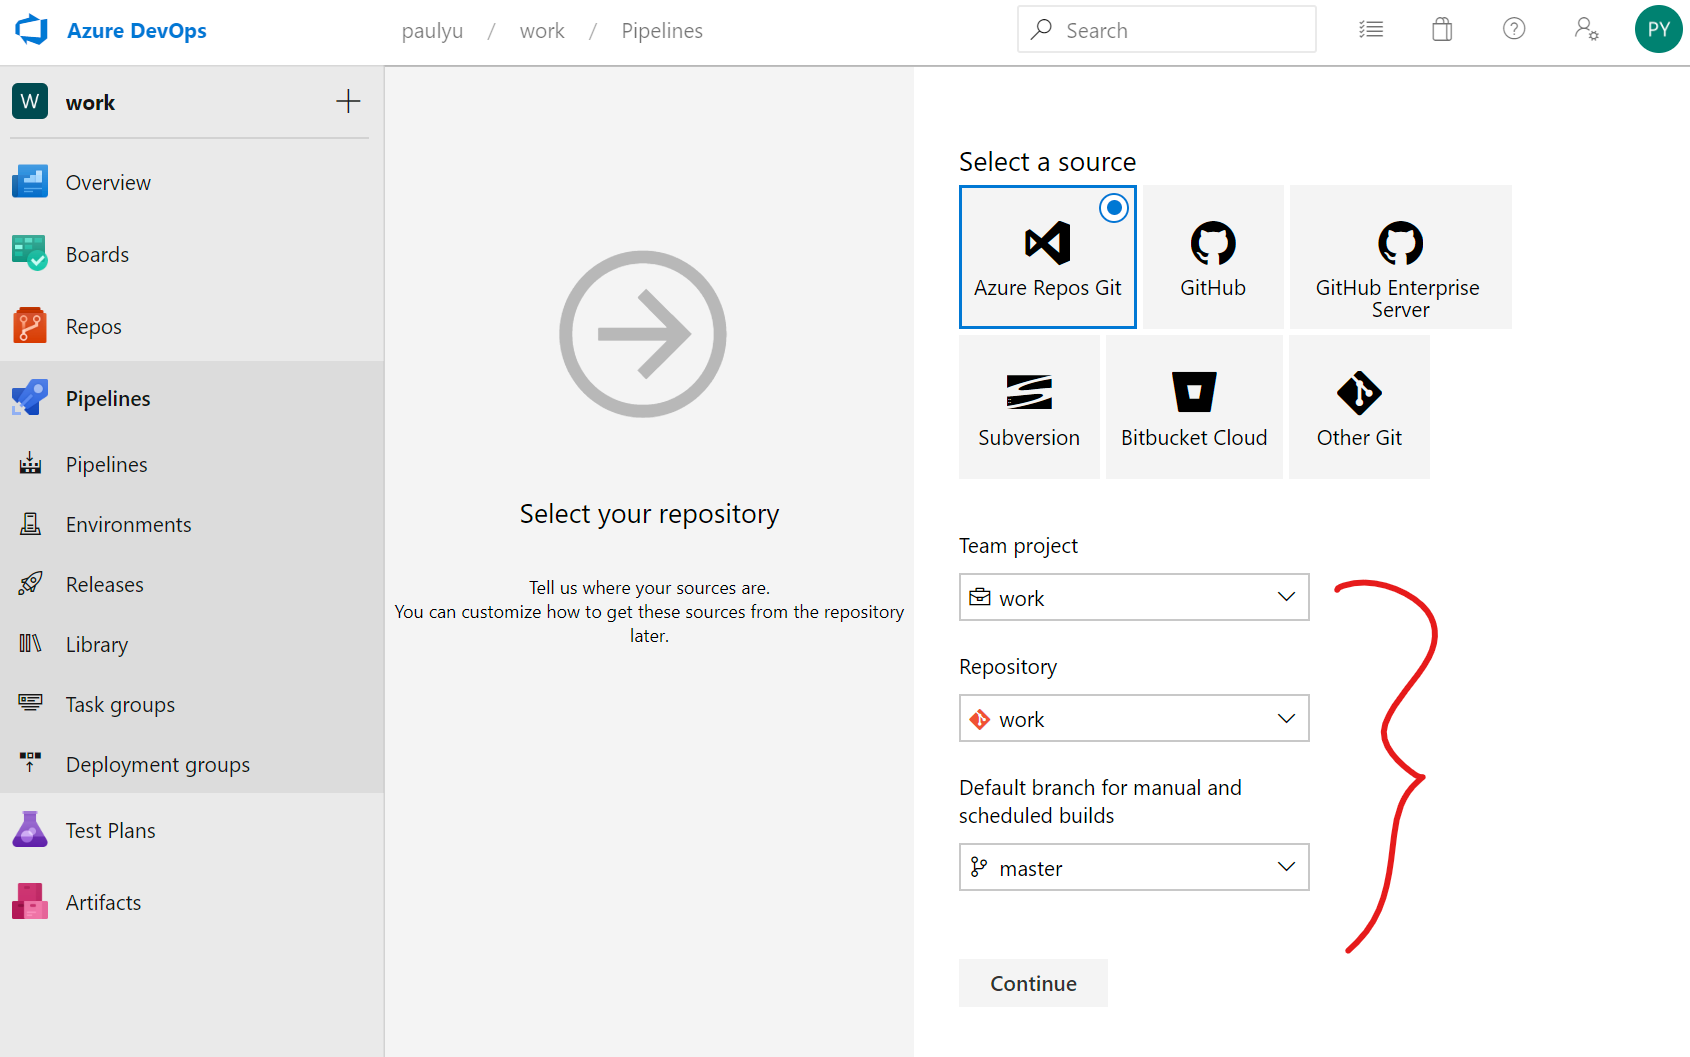 Azure DevOps
paulyu / work / Pipelines
Search
PY
W work
Overview
Boards
Repos
Pipelines
Pipelines
Environments
Releases
Library
Task groups
Deployment groups
Test Plans
Artifacts
Select your repository
Tell us where your sources are.
You can customize how to get these sources from the repository
later.
Select a source
Azure Repos Git
GitHub
GitHub Enterprise
Server
Subversion
Bitbucket Cloud
Other Git
Team project
work
Repository
work
Default branch for manual and
scheduled builds
master
Continue